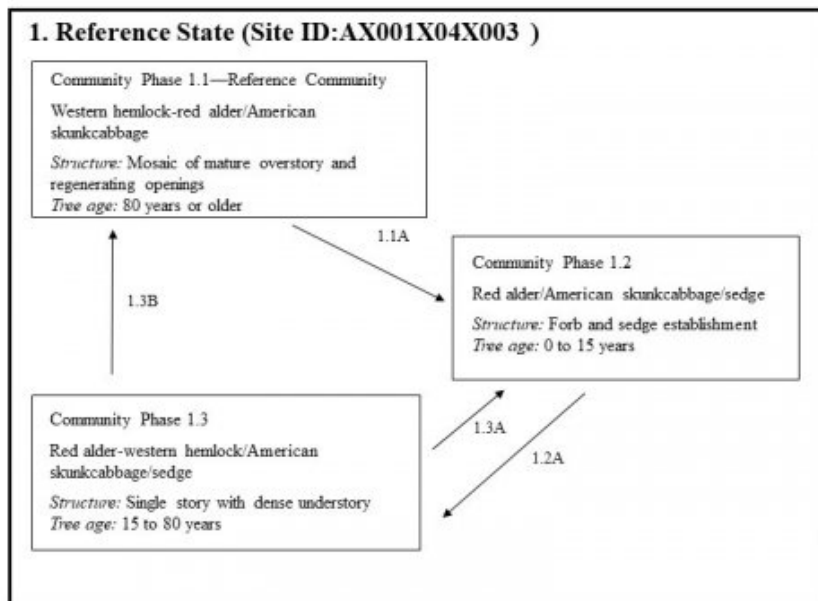 1. Reference State (Site ID:AX001X04X003 )
Community Phase 1.1—Reference Community
Western hemlock-red alder/American
skunkcabbage
Structure: Mosaic of mature overstory and
regenerating openings
Tree age: 80 years or older
1.1A
Community Phase 1.2
Red alder/American skunkcabbage/sedge
Structure: Forb and sedge establishment
Tree age: 0 to 15 years
1.3B
Community Phase 1.3
Red alder-western hemlock/American
skunkcabbage/sedge
Structure: Single story with dense understory
Tree age: 15 to 80 years
1.3A
1.2A